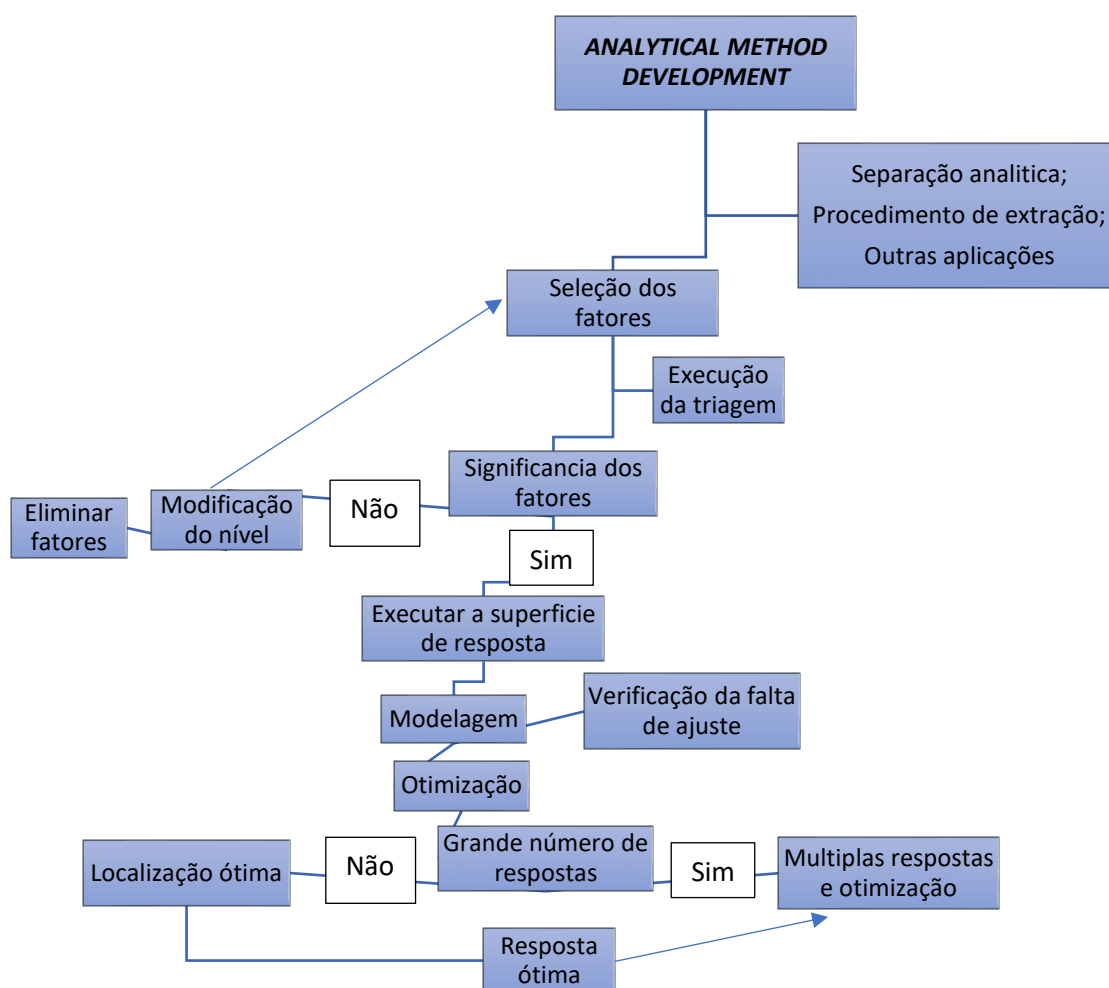 ANALYTICAL METHOD
DEVELOPMENT
Separação analitica;
Procedimento de extração;
Outras aplicações
Seleção dos
fatores
Execução
da triagem
Significancia dos
fatores
Não
Modificação
do nível
Eliminar
fatores
Sim
Executar a superficie
de resposta
Modelagem
Verificação da falta
de ajuste
Otimização
Grande número de
respostas
Não
Localização ótima
Sim
Multiplas respostas
e otimização
Resposta
ótima